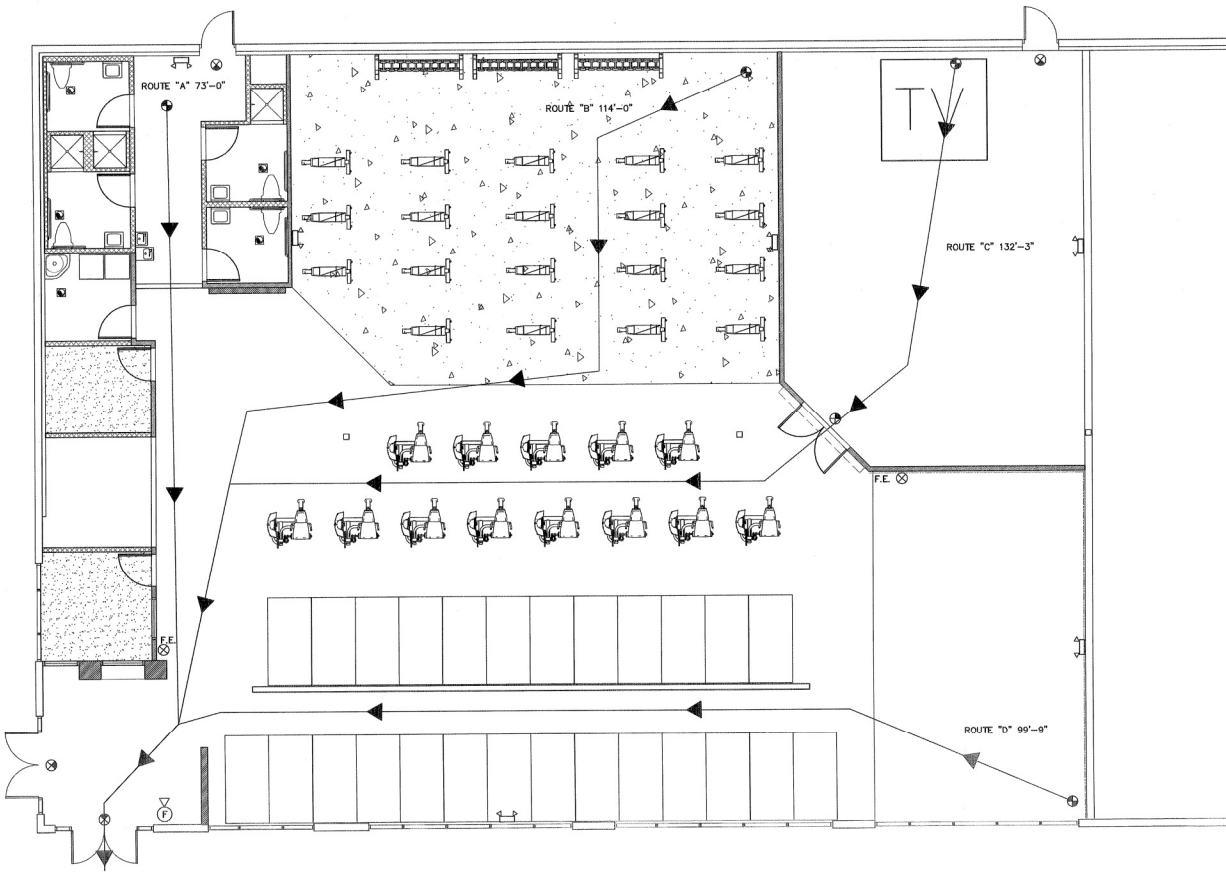 ROUTE "A" 73'-0"
ROUTE "B" 114'-0"
TV
ROUTE "C" 132'-3"
F.E.
F.E.
ROUTE "D" 99'-9"
F